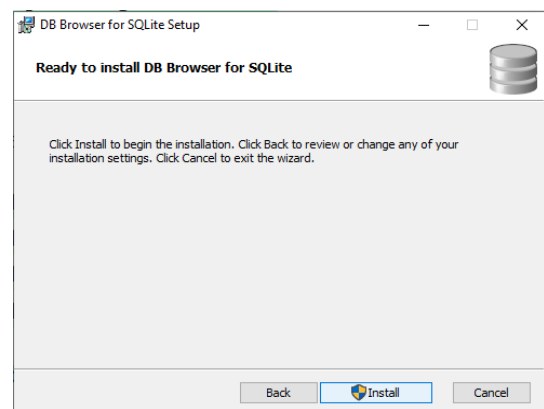 DB Browser for SQLite Setup
Ready to install DB Browser for SQLite
Click Install to begin the installation. Click Back to review or change any of your
installation settings. Click Cancel to exit the wizard.
Back
Install
Cancel